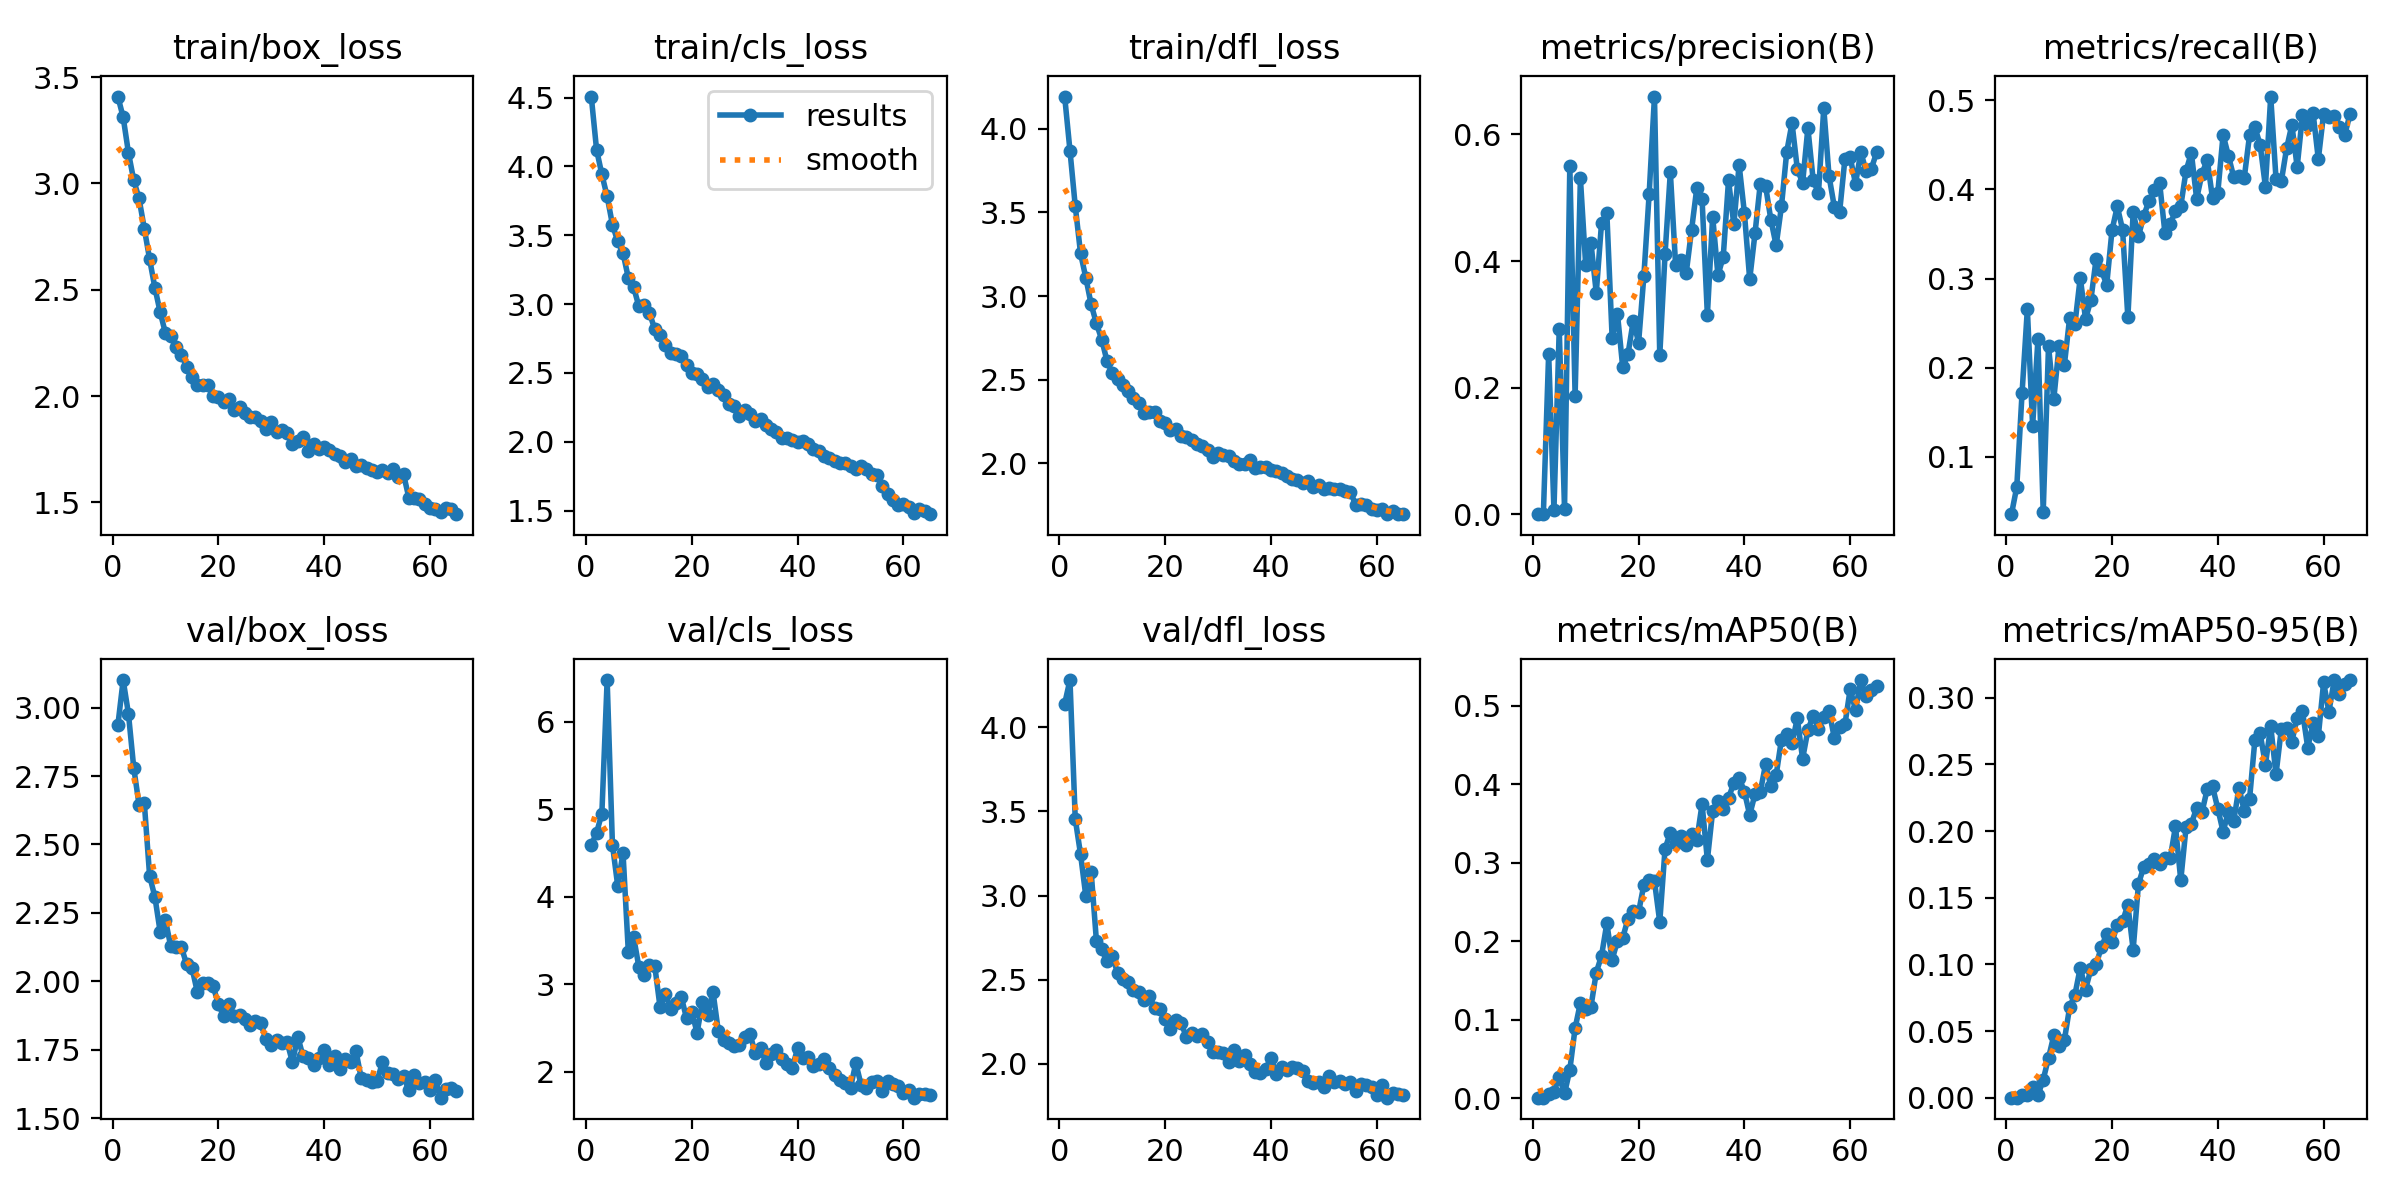 train/box_loss
train/cls_loss
train/dfl_loss
metrics/precision(B)
metrics/recall(B)
3.5
3.0
2.5
2.0
1.5
0 20 40 60
4.5
4.0
3.5
3.0
2.5
2.0
1.5
results
smooth
0 20 40 60
4.0
3.5
3.0
2.5
2.0
0 20 40 60
0.6
0.4
0.2
0.0
0 20 40 60
0.5
0.4
0.3
0.2
0.1
0 20 40 60
val/box_loss
val/cls_loss
val/dfl_loss
metrics/mAP50(B)
metrics/mAP50-95(B)
3.00
2.75
2.50
2.25
2.00
1.75
1.50
0 20 40 60
6
5
4
3
2
0 20 40 60
4.0
3.5
3.0
2.5
2.0
0 20 40 60
0.5
0.4
0.3
0.2
0.1
0.0
0 20 40 60
0.30
0.25
0.20
0.15
0.10
0.05
0.00
0 20 40 60